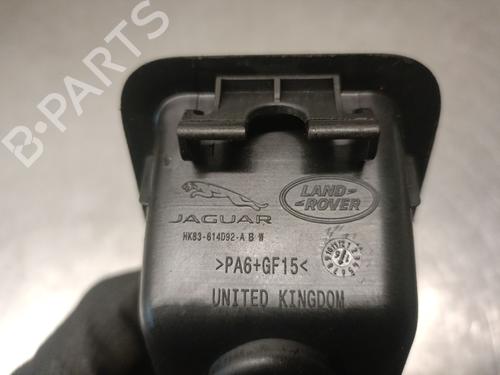 B-PARTS
LAND-
ROVER
JAGUAR
HK83-614D92-A B W
>PA6+GF15<
UNITED KINGDOM